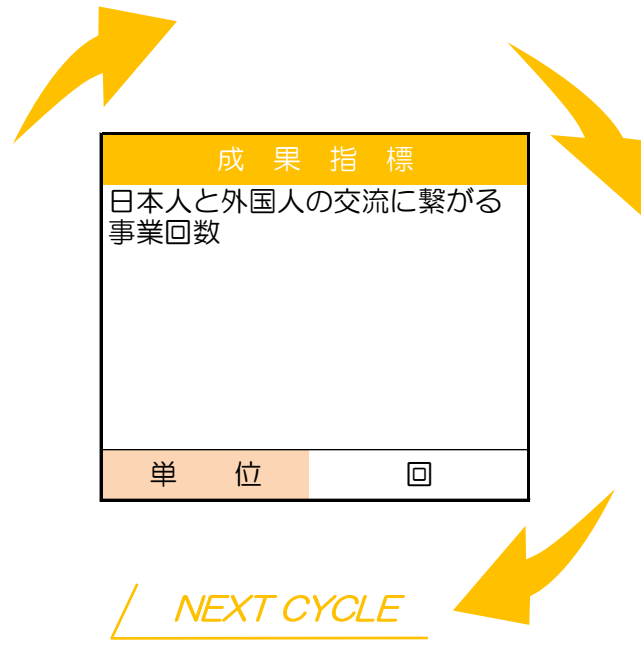 成果指標
日本人と外国人の交流に繋がる
事業回数
単位 回
NEXT CYCLE